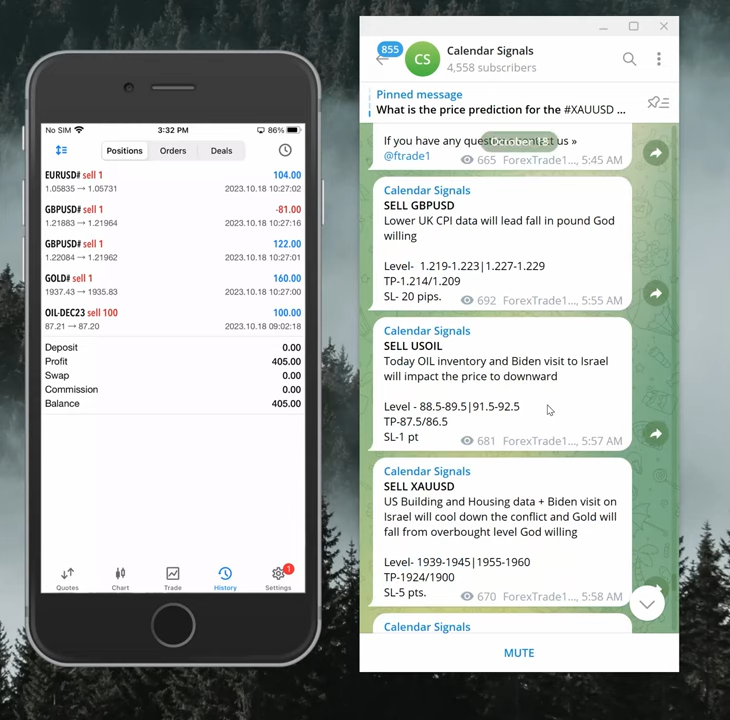 No SIM
3:32 PM
86%
Positions
Orders
Deals
EURUSD# sell 1
104.00
1.05835 → 1.05731
2023.10.18 10:27:02
GBPUSD# sell 1
-81.00
1.21883 → 1.21964
2023.10.18 10:27:16
GBPUSD# sell 1
122.00
1.22084 → 1.21962
2023.10.18 10:27:01
GOLD# sell 1
160.00
1937.43 → 1935.83
2023.10.18 10:27:00
OIL-DEC23 sell 100
100.00
87.21 → 87.20
2023.10.18 09:02:18
Deposit
0.00
Profit
405.00
Swap
0.00
Commission
0.00
Balance
405.00
Quotes
Chart
Trade
History
1
Settings
855
CS
Calendar Signals
4,558 subscribers
Pinned message
What is the price prediction for the #XAUUSD ...
If you have any us »
October
@ftrade1
665 ForexTrade1..., 5:45 AM
Calendar Signals
SELL GBPUSD
Lower UK CPI data will lead fall in pound God
willing
Level- 1.219-1.223|1.227-1.229
TP-1.214/1.209
SL- 20 pips.
692 ForexTrade1..., 5:55 AM
Calendar Signals
SELL USOIL
Today OIL inventory and Biden visit to Israel
will impact the price to downward
Level - 88.5-89.5|91.5-92.5
TP-87.5/86.5
SL-1 pt
681 ForexTrade1..., 5:57 AM
Calendar Signals
SELL XAUUSD
US Building and Housing data + Biden visit on
Israel will cool down the conflict and Gold will
fall from overbought level God willing
Level- 1939-1945|1955-1960
TP-1924/1900
SL-5 pts.
670 ForexTrade1..., 5:58 AM
Calendar Signals
MUTE